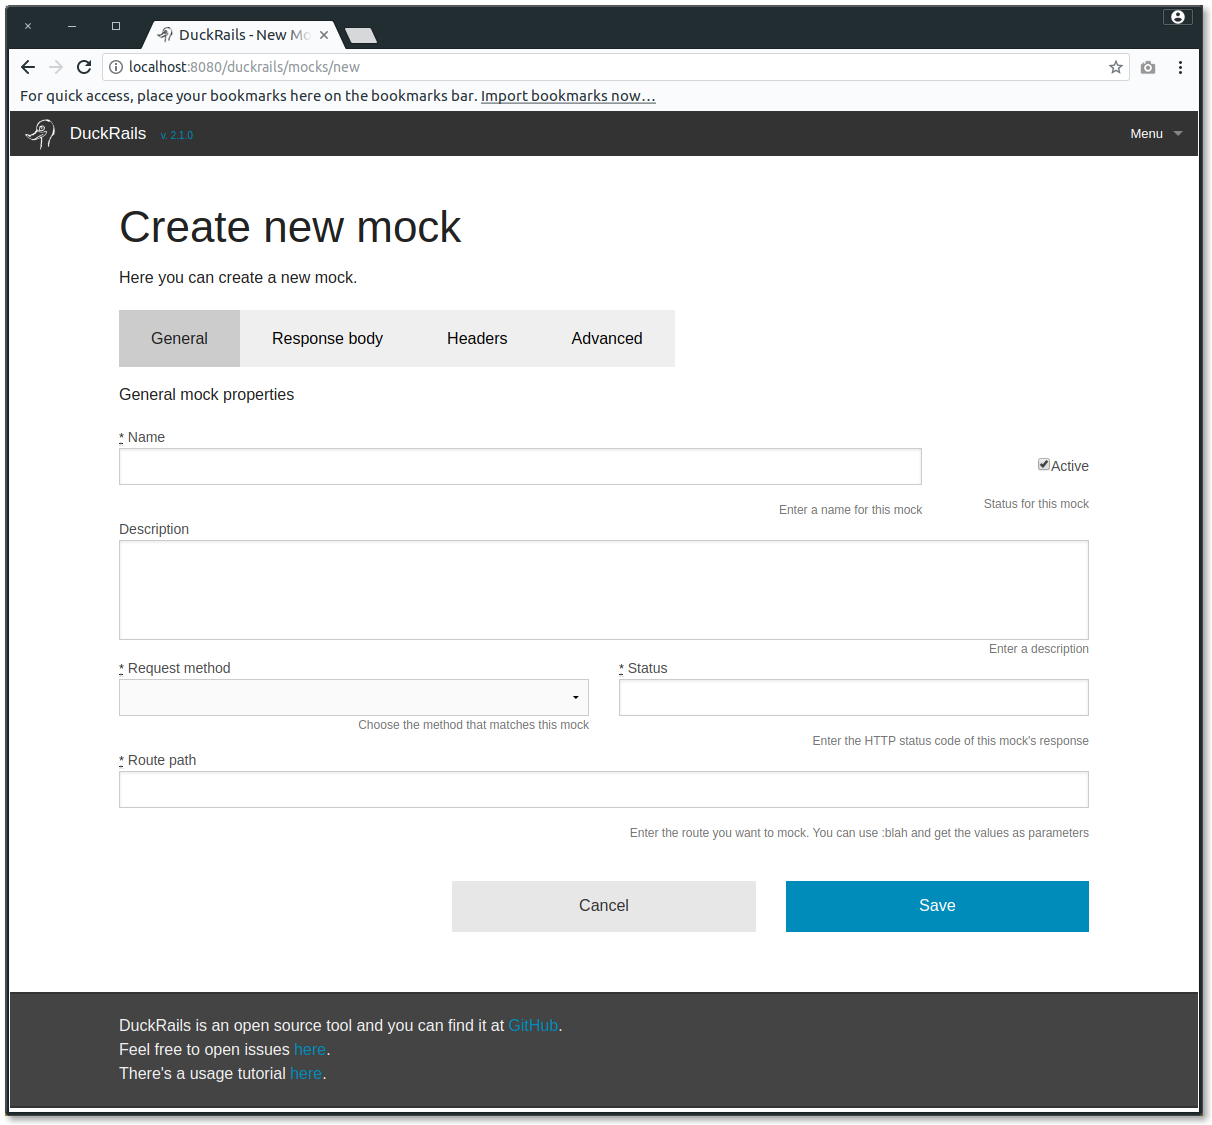 DuckRails - New Mo
localhost:8080/duckrails/mocks/new
For quick access, place your bookmarks here on the bookmarks bar. Import bookmarks now...
DuckRails v. 2.1.0 Menu
Create new mock
Here you can create a new mock.
General Response body Headers Advanced
General mock properties
* Name
Active
Enter a name for this mock Status for this mock
Description
Enter a description
* Request method * Status
Choose the method that matches this mock
Enter the HTTP status code of this mock's response
* Route path
Enter the route you want to mock. You can use :blah and get the values as parameters
Cancel Save
DuckRails is an open source tool and you can find it at GitHub.
Feel free to open issues here.
There's a usage tutorial here.